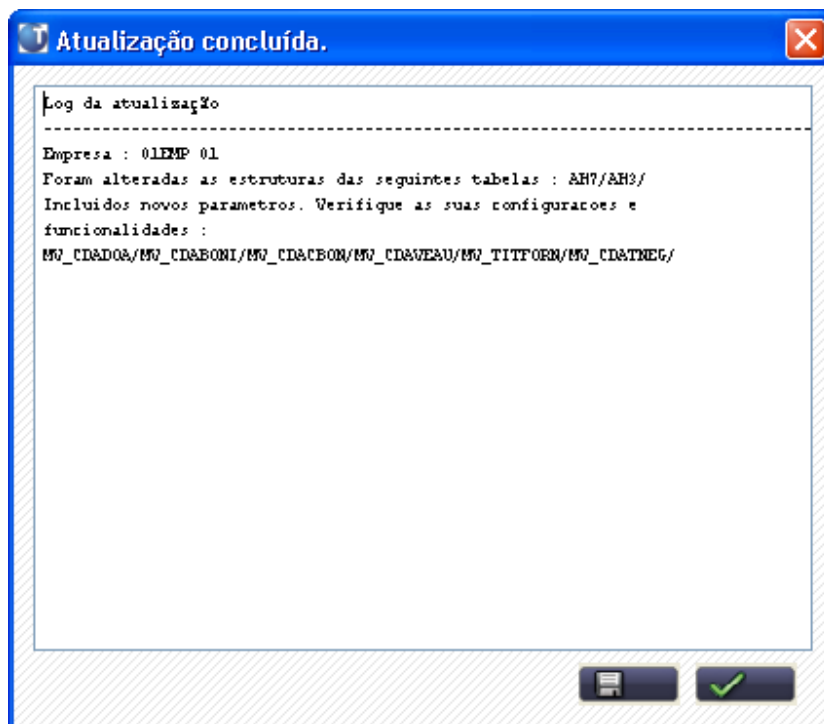 Atualização concluída.
Log da atualização
--------------------------------------------------------------------------------
Empresa : 01EMP 01
Foram alteradas as estruturas das seguintes tabelas : AH7/AH3/
Incluidos novos parametros. Verifique as suas configuracoes e
funcionalidades :
MV_CDADOA/MV_CDABONI/MV_CDACBON/MV_CDAVEAU/MV_TITFORN/MV_CDATNEG/